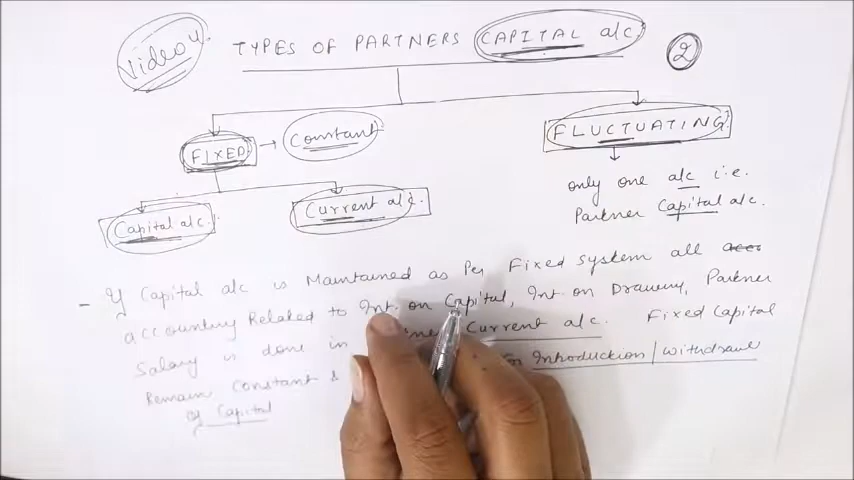 Video 4
TYPES OF PARTNERS CAPITAL a/c.
2
FIXED → Constant
FLUCTUATING
only one a/c i.e.
Partner Capital a/c.
Capital a/c.
Current a/c.
- If Capital a/c is Maintained as Per Fixed System all
accounting Related to Int. on Capital, Int. on Drawing, Partner
Salary is done in Current a/c. Fixed Capital
Remain Constant & Introduction / withdrawl
of Capital